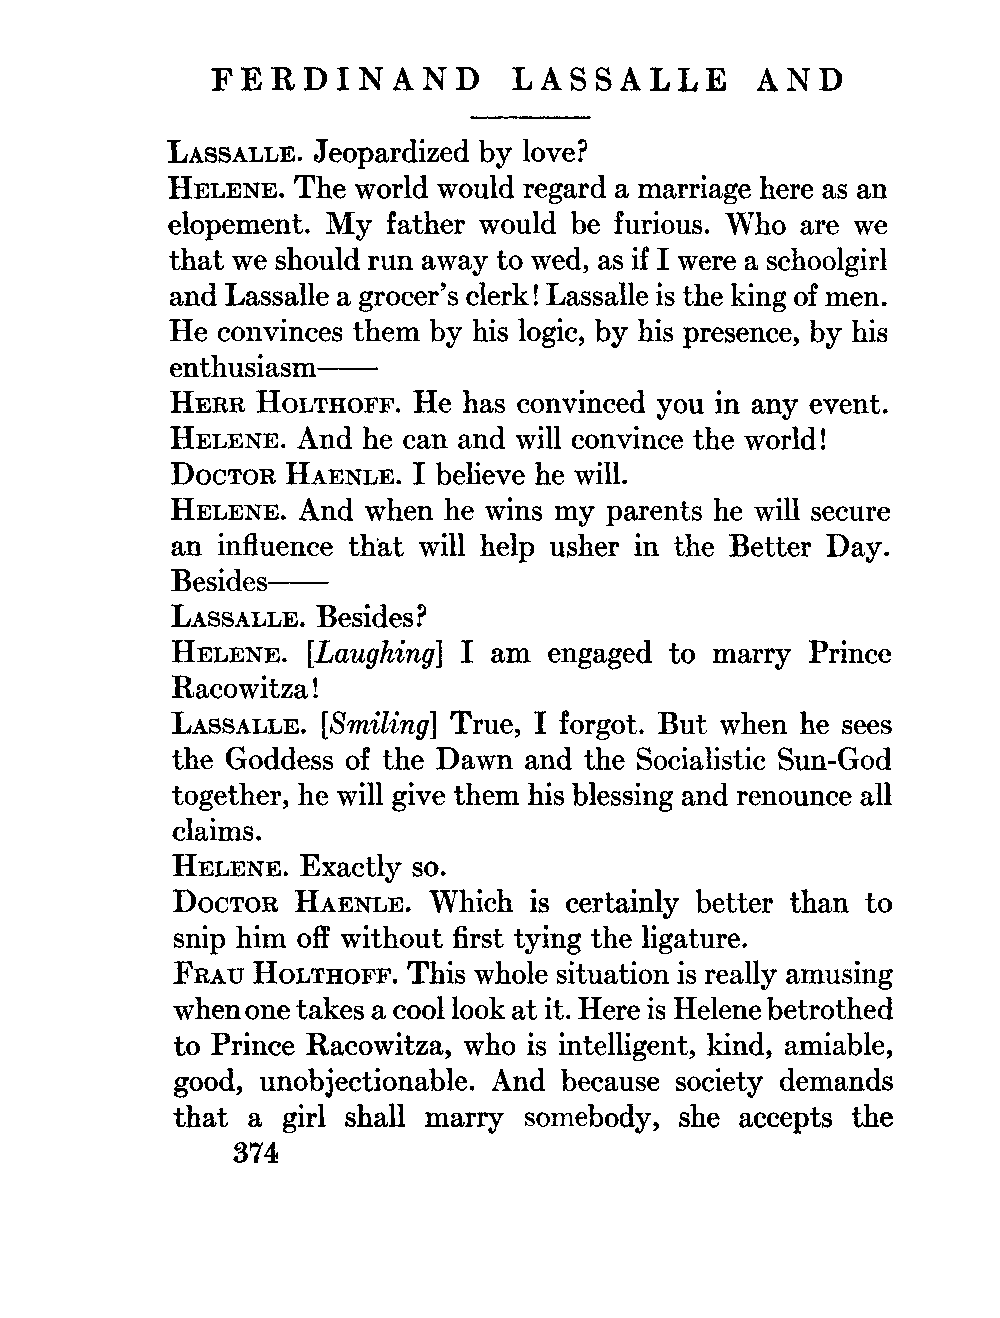 FERDINAND LASSALLE AND
LASSALLE. Jeopardized by love?
HELENE. The world would regard a marriage here as an
elopement. My father would be furious. Who are we
that we should run away to wed, as if I were a schoolgirl
and Lassalle a grocer's clerk! Lassalle is the king of men.
He convinces them by his logic, by his presence, by his
enthusiasm——
HERR HOLTHOFF. He has convinced you in any event.
HELENE. And he can and will convince the world!
DOCTOR HAENLE. I believe he will.
HELENE. And when he wins my parents he will secure
an influence that will help usher in the Better Day.
Besides——
LASSALLE. Besides?
HELENE. [Laughing] I am engaged to marry Prince
Racowitza!
LASSALLE. [Smiling] True, I forgot. But when he sees
the Goddess of the Dawn and the Socialistic Sun-God
together, he will give them his blessing and renounce all
claims.
HELENE. Exactly so.
DOCTOR HAENLE. Which is certainly better than to
snip him off without first tying the ligature.
FRAU HOLTHOFF. This whole situation is really amusing
when one takes a cool look at it. Here is Helene betrothed
to Prince Racowitza, who is intelligent, kind, amiable,
good, unobjectionable. And because society demands
that a girl shall marry somebody, she accepts the
374